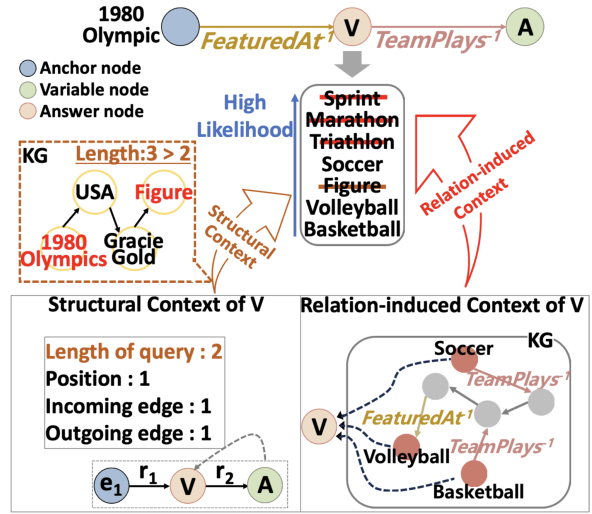 1980
Olympic
V
A
FeaturedAt⁻¹
TeamPlays⁻¹
Anchor node
Variable node
Answer node
High
Likelihood
Sprint
Marathon
Triathlon
Soccer
Figure
Volleyball
Basketball
KG
Length:3 > 2
USA
Figure
1980
Olympics
Gracie
Gold
Structural
Context
Relation-induced
Context
Structural Context of V
Length of query : 2
Position : 1
Incoming edge : 1
Outgoing edge : 1
e₁
r₁
V
r₂
A
Relation-induced Context of V
KG
Soccer
TeamPlays⁻¹
V
FeaturedAt⁻¹
TeamPlays⁻¹
Volleyball
Basketball